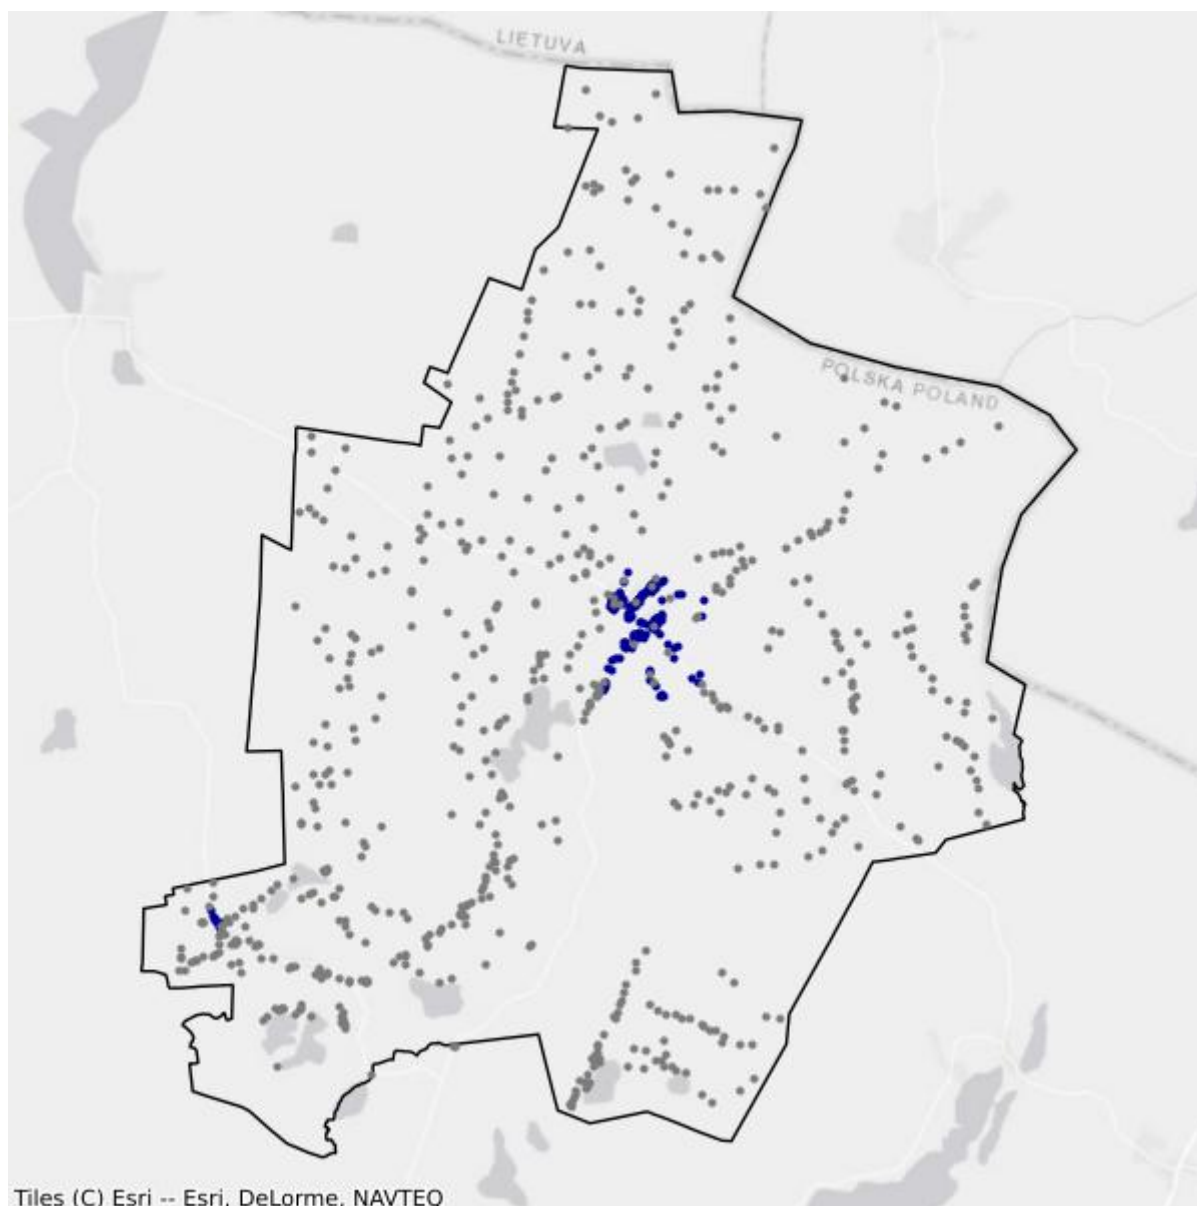 LIETUVA
POLSKA POLAND
Tiles (C) Esri -- Esri, DeLorme, NAVTEQ